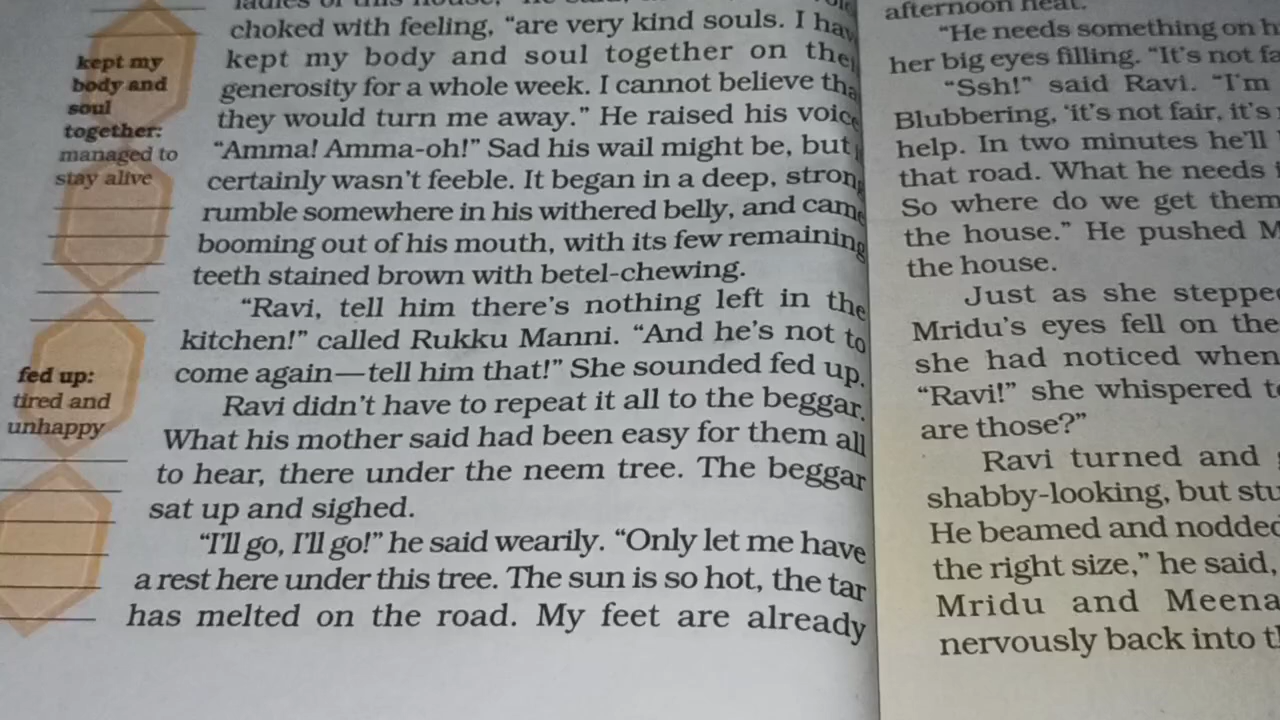 kept my
body and
soul
together:
managed to
stay alive
fed up:
tired and
unhappy
choked with feeling, “are very kind souls. I
kept my body and soul together on
generosity for a whole week. I cannot believe
they would turn me away.” He raised his voice
“Amma! Amma-oh!” Sad his wail might be, but
certainly wasn't feeble. It began in a deep, strong
rumble somewhere in his withered belly, and came
booming out of his mouth, with its few remaining
teeth stained brown with betel-chewing.
“Ravi, tell him there's nothing left in the
kitchen!” called Rukku Manni. “And he's not to
come again—tell him that!” She sounded fed up.
Ravi didn't have to repeat it all to the beggar.
What his mother said had been easy for them all
to hear, there under the neem tree. The beggar
sat up and sighed.
“I'll go, I'll go!” he said wearily. “Only let me have
a rest here under this tree. The sun is so hot, the tar
has melted on the road. My feet are already
afternoon heat.
“He needs something on
her big eyes filling. “It's not
“Ssh!” said Ravi. “I'm
Blubbering, ‘it's not fair, it's
help. In two minutes he'll
that road. What he needs
So where do we get them
the house.” He pushed
the house.
Just as she stepped
Mridu's eyes fell on the
she had noticed when
“Ravi!” she whispered
are those?”
Ravi turned and
shabby-looking, but
He beamed and nodded
the right size,” he said,
Mridu and Meena
nervously back into